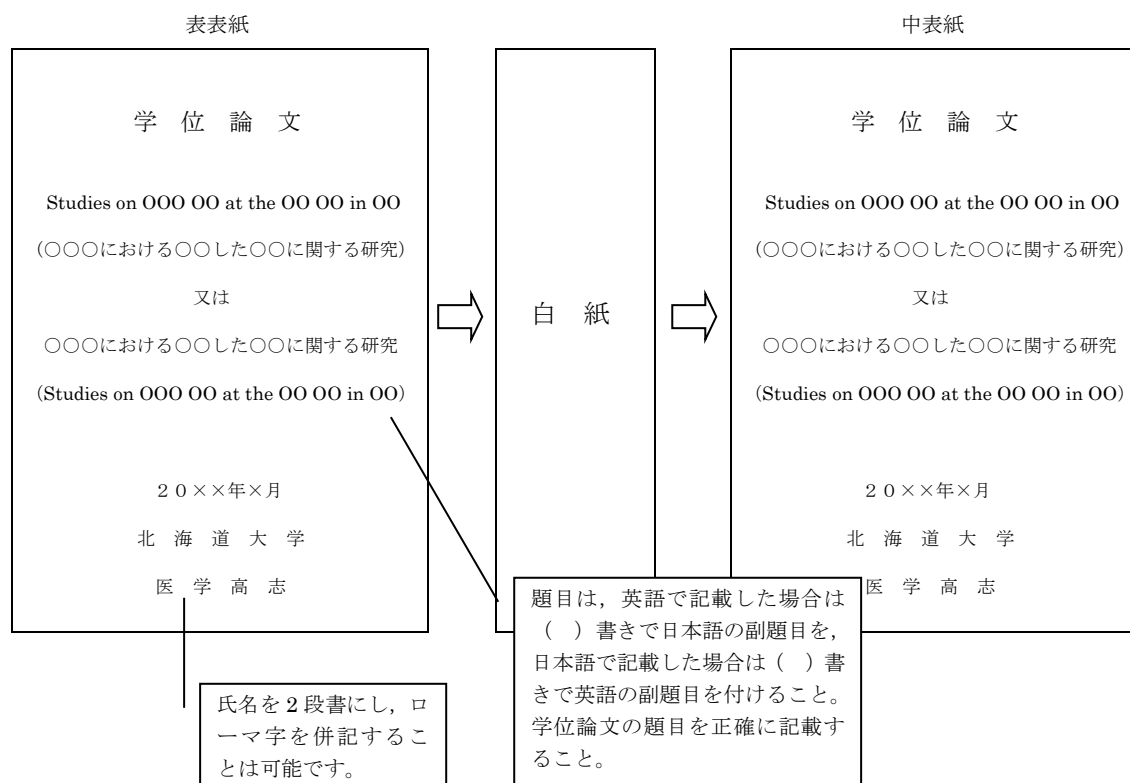 表表紙
学 位 論 文
Studies on OOO OO at the OO OO in OO
(○○○における○○した○○に関する研究)
又は
○○○における○○した○○に関する研究
(Studies on OOO OO at the OO OO in OO)
２０××年×月
北 海 道 大 学
医 学 高 志
氏名を 2 段書にし，ロ
ーマ字を併記するこ
とは可能です。
白 紙
中表紙
学 位 論 文
Studies on OOO OO at the OO OO in OO
(○○○における○○した○○に関する研究)
又は
○○○における○○した○○に関する研究
(Studies on OOO OO at the OO OO in OO)
２０××年×月
北 海 道 大 学
医 学 高 志
題目は，英語で記載した場合は
（ ）書きで日本語の副題目を，
日本語で記載した場合は（ ）書
きで英語の副題目を付けること。
学位論文の題目を正確に記載す
ること。